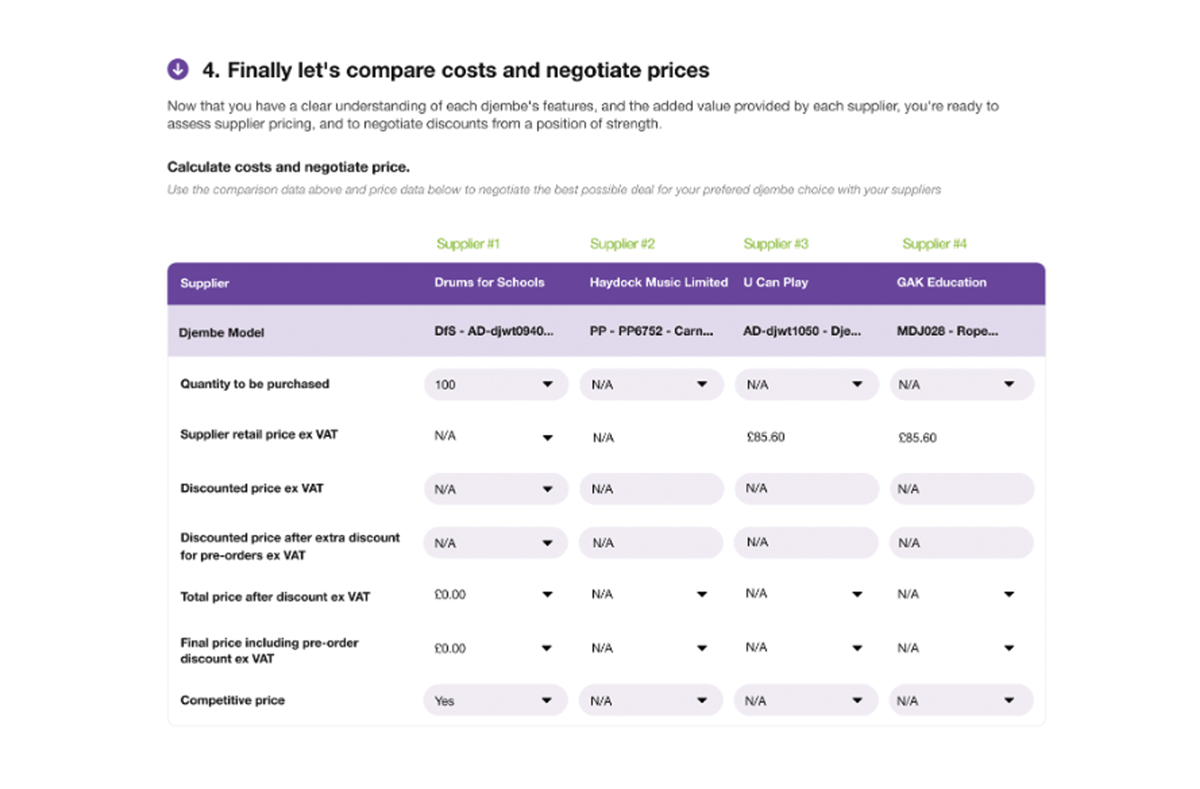 4. Finally let's compare costs and negotiate prices
Now that you have a clear understanding of each djembe's features, and the added value provided by each supplier, you're ready to
assess supplier pricing, and to negotiate discounts from a position of strength.
Calculate costs and negotiate price.
Use the comparison data above and price data below to negotiate the best possible deal for your prefered djembe choice with your suppliers
Supplier #1 Supplier #2 Supplier #3 Supplier #4
Supplier Drums for Schools Haydock Music Limited U Can Play GAK Education
Djembe Model DfS - AD-djwt0940... PP - PP6752 - Carn... AD-djwt1050 - Dje... MDJ028 - Rope...
Quantity to be purchased 100 N/A N/A N/A
Supplier retail price ex VAT N/A N/A £85.60 £85.60
Discounted price ex VAT N/A N/A N/A N/A
Discounted price after extra discount
for pre-orders ex VAT N/A N/A N/A N/A
Total price after discount ex VAT £0.00 N/A N/A N/A
Final price including pre-order
discount ex VAT £0.00 N/A N/A N/A
Competitive price Yes N/A N/A N/A